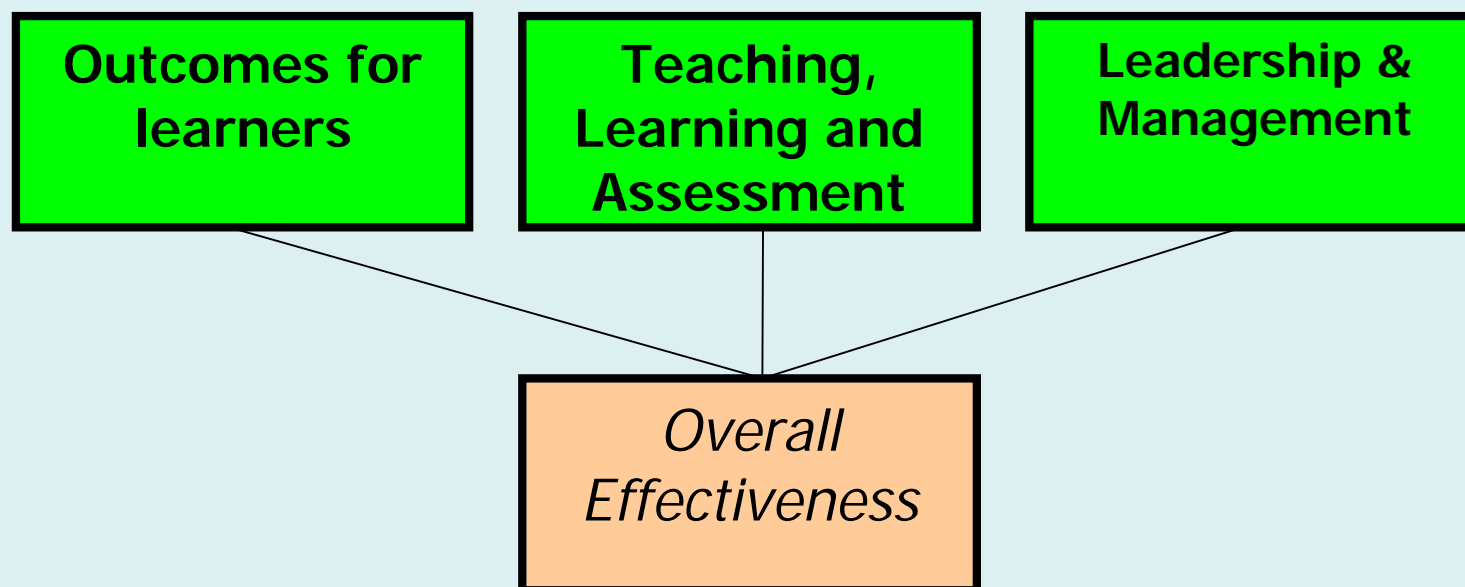 Outcomes for
learners
Teaching,
Learning and
Assessment
Leadership &
Management
Overall
Effectiveness